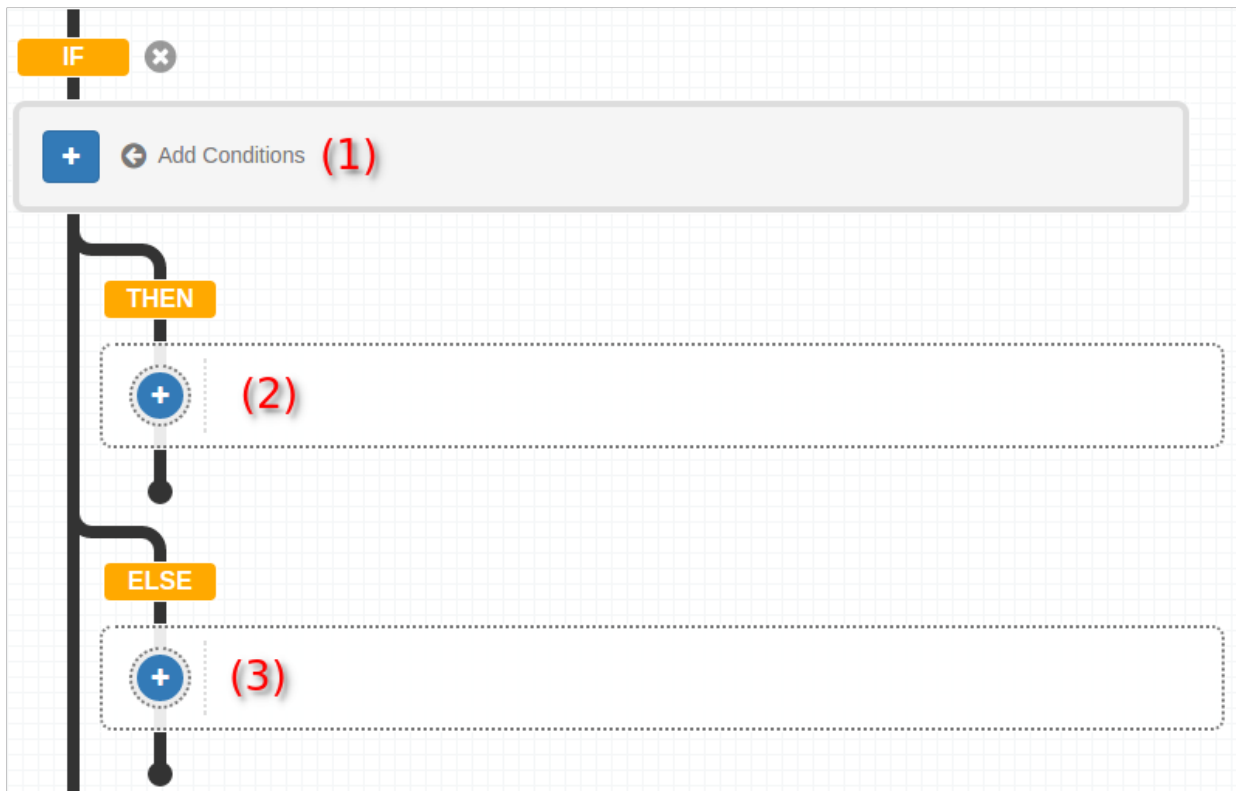 IF
Add Conditions (1)
THEN
(2)
ELSE
(3)